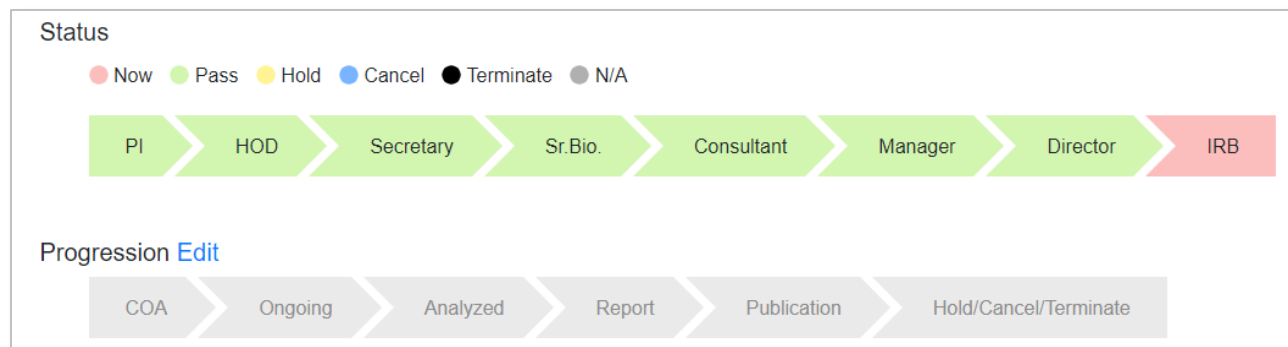 Status
Now Pass Hold Cancel Terminate N/A
PI HOD Secretary Sr.Bio. Consultant Manager Director IRB
Progression Edit
COA Ongoing Analyzed Report Publication Hold/Cancel/Terminate